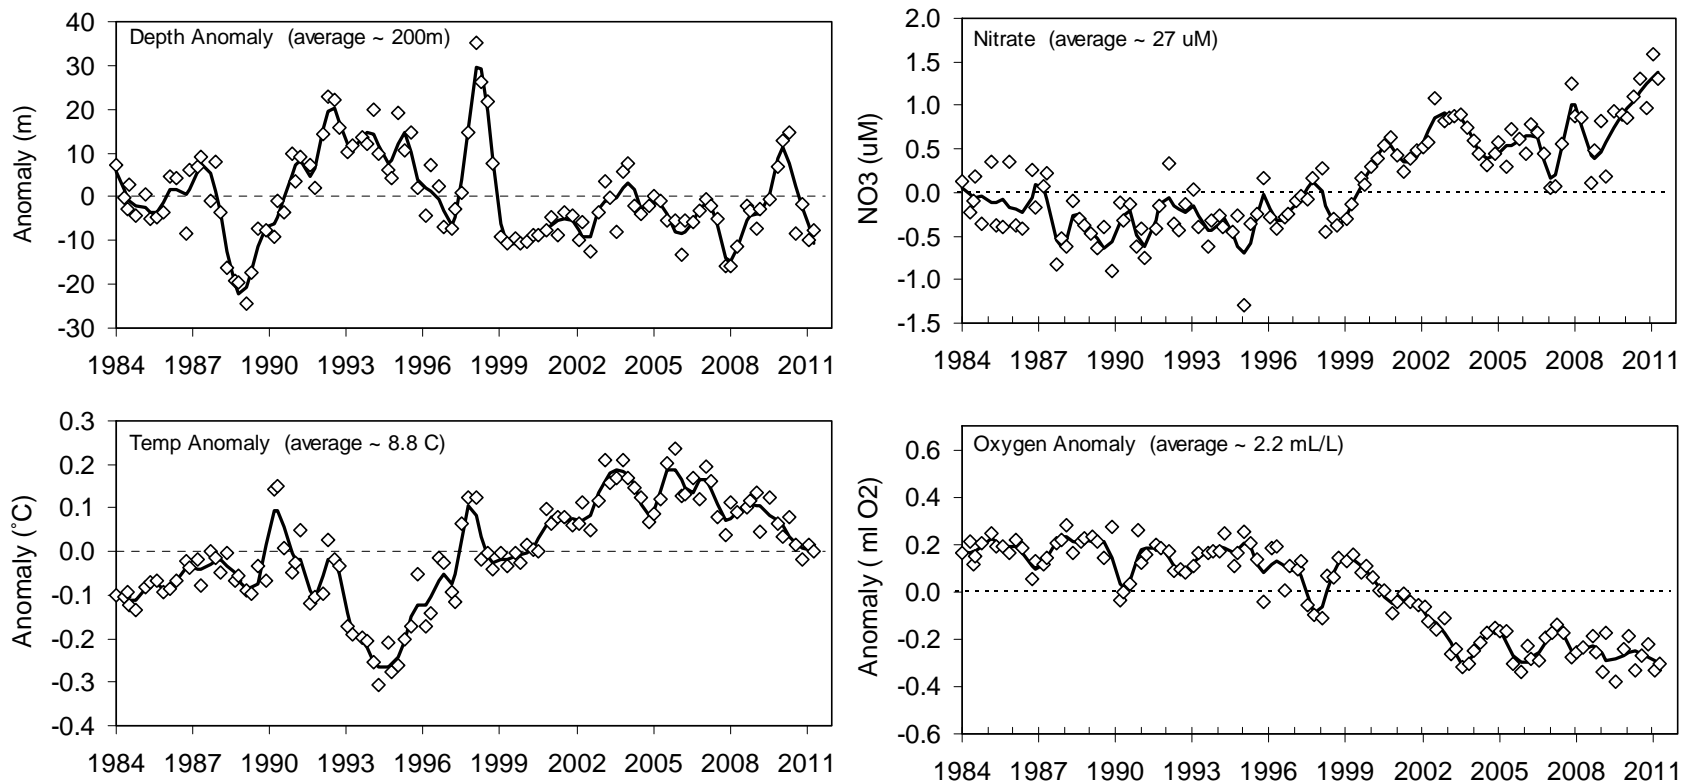 Depth Anomaly (average ~ 200m)
Anomaly (m)
40
30
20
10
0
-10
-20
-30
1984 1987 1990 1993 1996 1999 2002 2005 2008 2011
Nitrate (average ~ 27 uM)
NO3 (uM)
2.0
1.5
1.0
0.5
0.0
-0.5
-1.0
-1.5
1984 1987 1990 1993 1996 1999 2002 2005 2008 2011
Temp Anomaly (average ~ 8.8 C)
Anomaly (˚C)
0.3
0.2
0.1
0.0
-0.1
-0.2
-0.3
-0.4
1984 1987 1990 1993 1996 1999 2002 2005 2008 2011
Oxygen Anomaly (average ~ 2.2 mL/L)
Anomaly ( ml O2)
0.6
0.4
0.2
0.0
-0.2
-0.4
-0.6
1984 1987 1990 1993 1996 1999 2002 2005 2008 2011